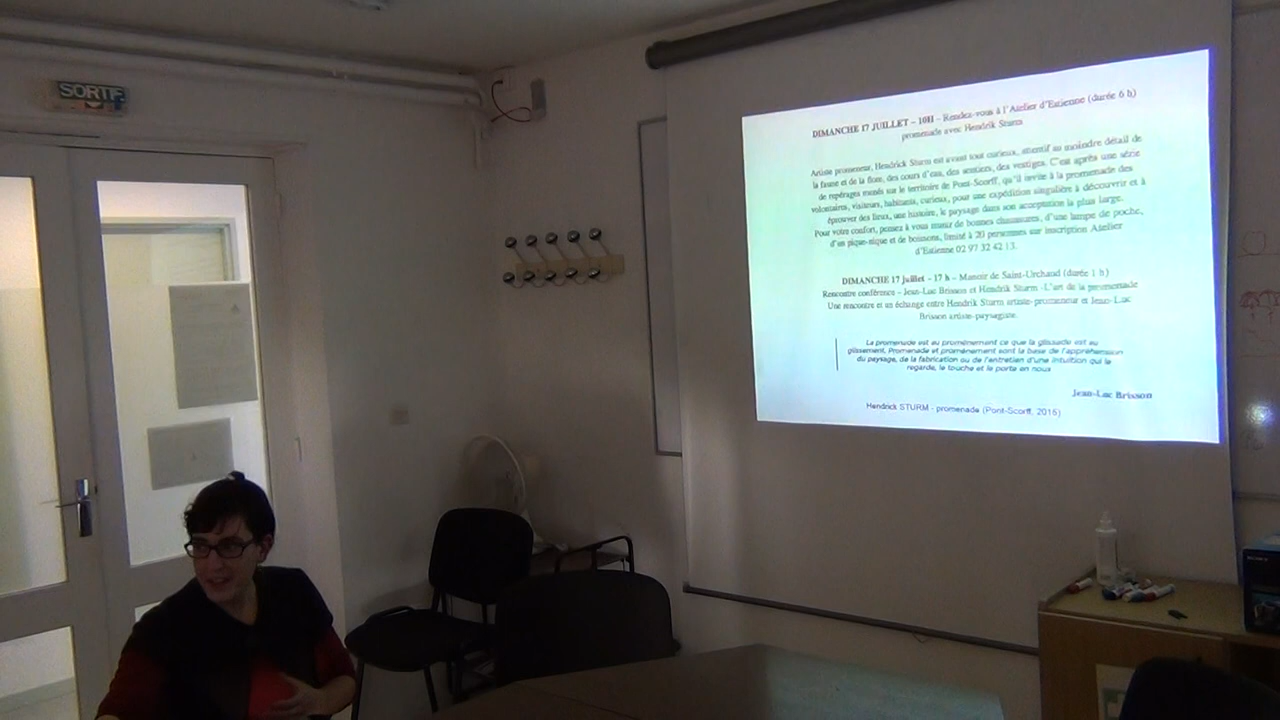 SORTIE
DIMANCHE 17 JUILLET – 10H – Rendez-vous à l'Atelier d'Estienne (durée 6 h)
promenade avec Hendrik Sturm
Artiste promeneur, Hendrick Sturm est avant tout curieux, attentif au moindre détail de
la faune et de la flore, des cours d'eau, des sentiers, des vestiges. C'est après une série
de repérages menés sur le territoire de Pont-Scorff, qu'il invite à la promenade des
volontaires, visiteurs, habitants, curieux, pour une expédition singulière à découvrir et à
éprouver des lieux, une histoire, le paysage dans son acceptation la plus large.
Pour votre confort, pensez à vous munir de bonnes chaussures, d'une lampe de poche,
d'un pique-nique et de boissons, limité à 20 personnes sur inscription Atelier
d'Estienne 02 97 32 42 13.
DIMANCHE 17 juillet - 17 h – Manoir de Saint-Urchaud (durée 1 h)
Rencontre conférence – Jean-Luc Brisson et Hendrik Sturm -L'art de la promenade
Une rencontre et un échange entre Hendrik Sturm artiste-promeneur et Jean-Luc
Brisson artiste-paysagiste.
La promenade est au promènement ce que la glissade est au
glissement. Promenade et promènement sont la base de l'appréhension
du paysage, de la fabrication ou de l'entretien d'une intuition qui le
regarde, le touche et le porte en nous
Jean-Luc Brisson
Hendrick STURM - promenade (Pont-Scorff, 2016)